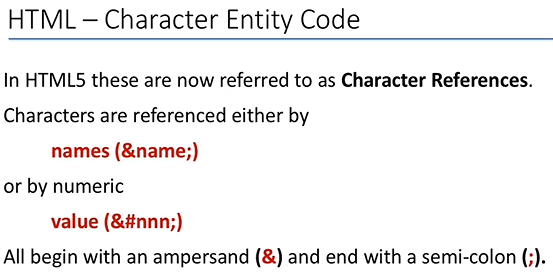 HTML – Character Entity Code
In HTML5 these are now referred to as Character References.
Characters are referenced either by
names (&name;)
or by numeric
value (&#nnn;)
All begin with an ampersand (&) and end with a semi-colon (;).